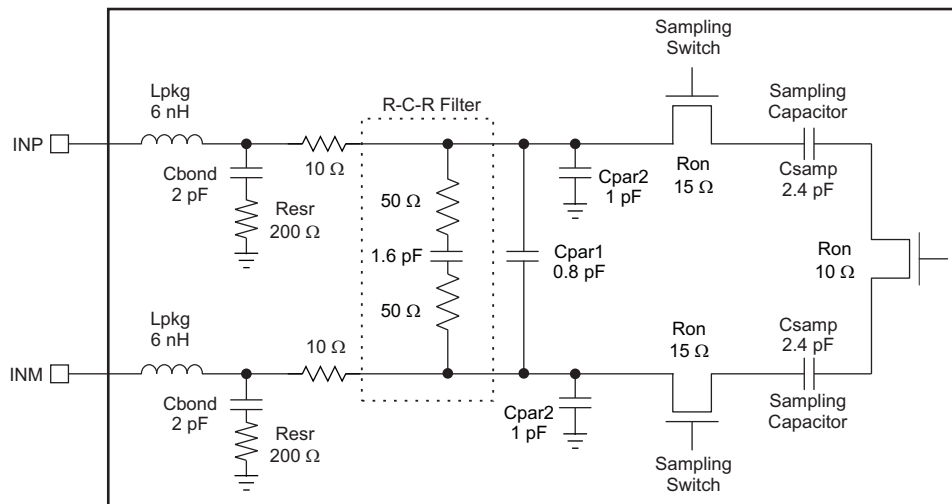 Sampling
Switch
Lpkg
6 nH
R-C-R Filter
Sampling
Capacitor
INP
10 Ω
Cbond
2 pF
50 Ω
Cpar2
1 pF
Ron
15 Ω
Csamp
2.4 pF
Resr
200 Ω
1.6 pF
Cpar1
0.8 pF
Ron
10 Ω
50 Ω
Lpkg
6 nH
10 Ω
Ron
15 Ω
Csamp
2.4 pF
INM
Cbond
2 pF
Cpar2
1 pF
Sampling
Capacitor
Resr
200 Ω
Sampling
Switch